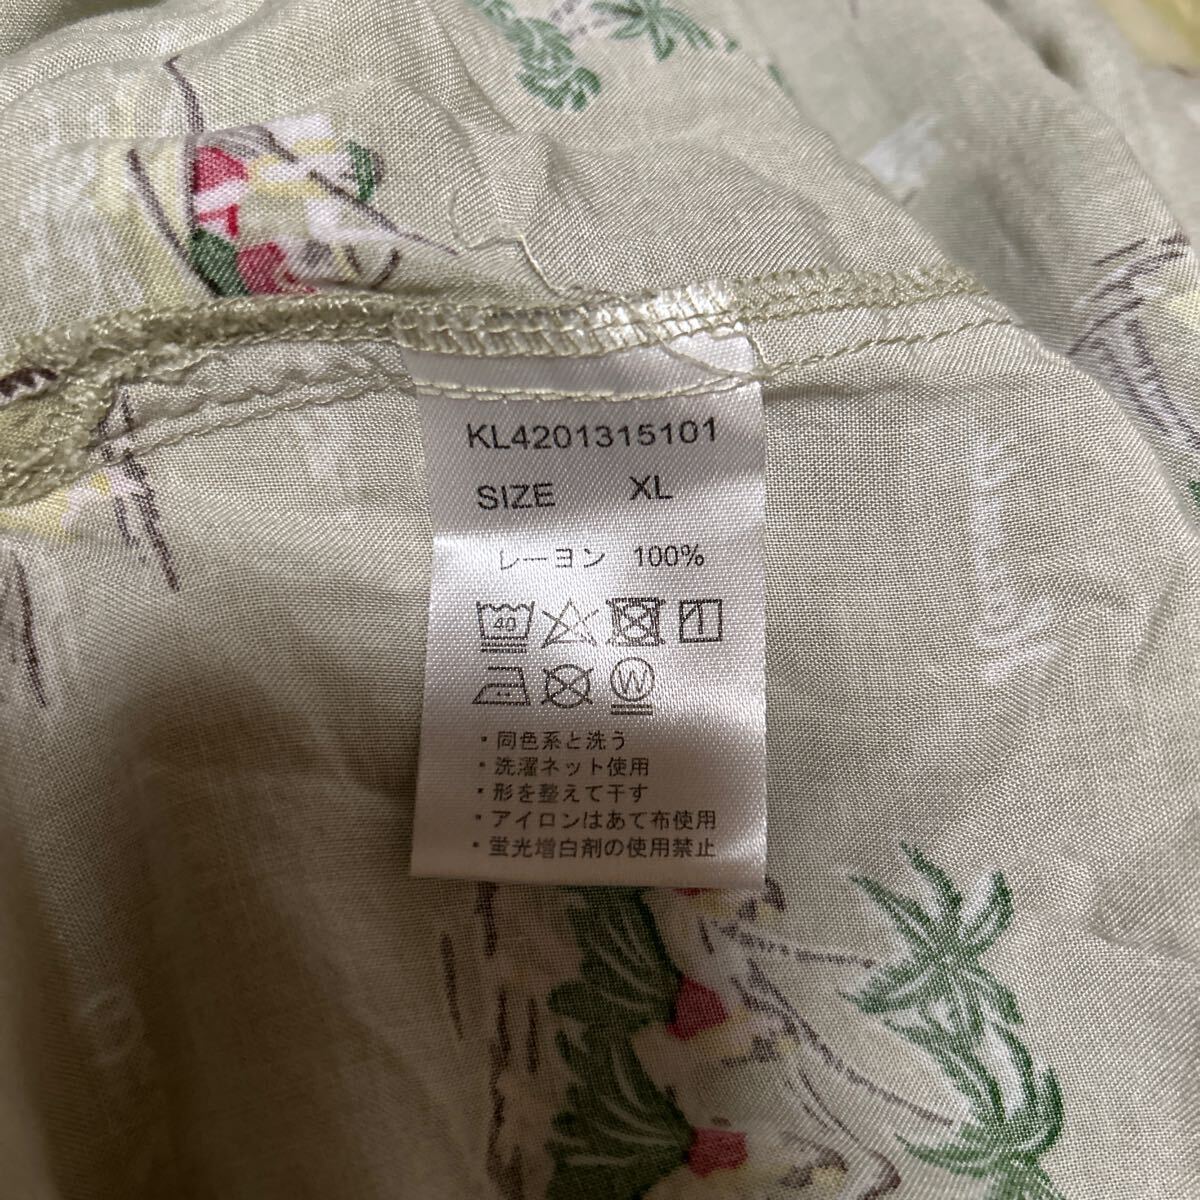 KL4201315101
SIZE XL
レーヨン 100%
40
W
・同色系と洗う
・洗濯ネット使用
・形を整えて干す
・アイロンはあて布使用
・蛍光増白剤の使用禁止